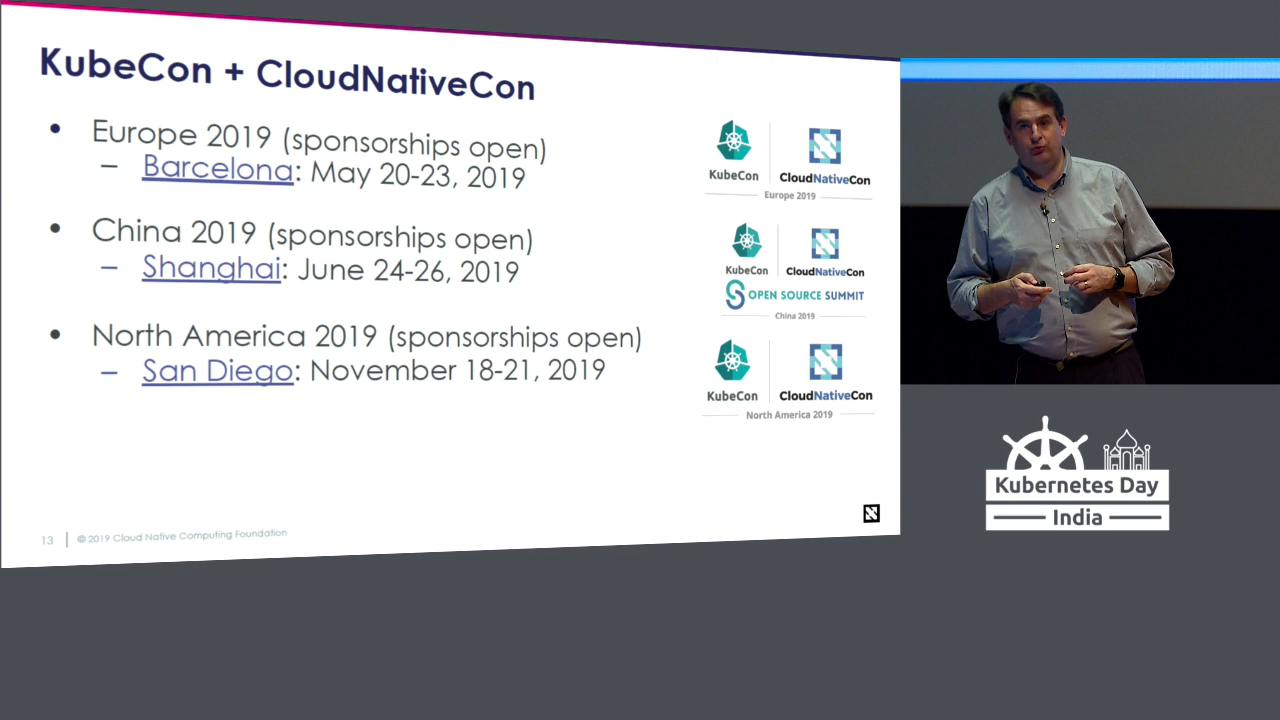 KubeCon + CloudNativeCon
• Europe 2019 (sponsorships open)
– Barcelona: May 20-23, 2019
• China 2019 (sponsorships open)
– Shanghai: June 24-26, 2019
• North America 2019 (sponsorships open)
– San Diego: November 18-21, 2019
KubeCon CloudNativeCon
Europe 2019
KubeCon CloudNativeCon
OPEN SOURCE SUMMIT
China 2019
KubeCon CloudNativeCon
North America 2019
13 © 2019 Cloud Native Computing Foundation
Kubernetes Day
India